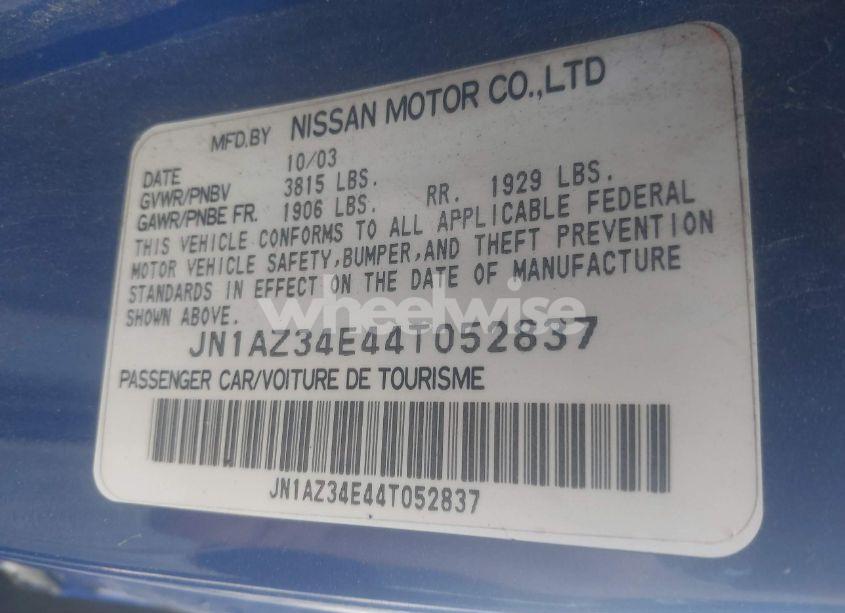 MFD.BY NISSAN MOTOR CO.,LTD
DATE 10/03
GVWR/PNBV 3815 LBS.
GAWR/PNBE FR. 1906 LBS. RR. 1929 LBS.
THIS VEHICLE CONFORMS TO ALL APPLICABLE FEDERAL
MOTOR VEHICLE SAFETY,BUMPER,AND THEFT PREVENTION
STANDARDS IN EFFECT ON THE DATE OF MANUFACTURE
SHOWN ABOVE.
wheelwise
JN1AZ34E44T052837
PASSENGER CAR/VOITURE DE TOURISME
JN1AZ34E44T052837